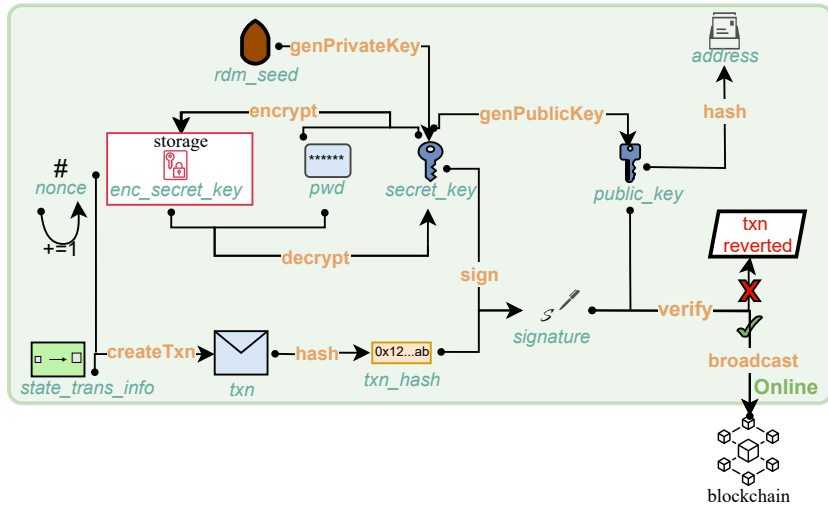 genPrivateKey
rdm_seed
address
encrypt
genPublicKey
hash
storage
enc_secret_key
******
pwd
secret_key
public_key
#
nonce
+=1
decrypt
sign
txn
reverted
X
signature
verify
createTxn
hash
0x12...ab
broadcast
state_trans_info
txn
txn_hash
Online
blockchain